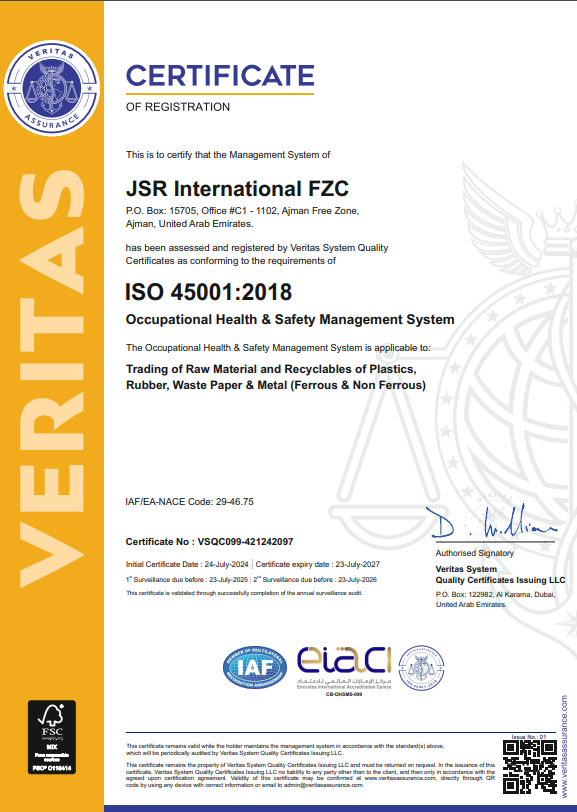 VERITAS
ASSURANCE
VERITAS
CERTIFICATE
OF REGISTRATION
This is to certify that the Management System of
JSR International FZC
P.O. Box: 15705, Office #C1 - 1102, Ajman Free Zone,
Ajman, United Arab Emirates.
has been assessed and registered by Veritas System Quality
Certificates as conforming to the requirements of
ISO 45001:2018
Occupational Health & Safety Management System
The Occupational Health & Safety Management System is applicable to:
Trading of Raw Material and Recyclables of Plastics,
Rubber, Waste Paper & Metal (Ferrous & Non Ferrous)
IAF/EA-NACE Code: 29-46.75
Certificate No : VSQC099-421242097
Initial Certificate Date : 24-July-2024 | Certificate expiry date : 23-July-2027
1st Surveillance due before : 23-July-2025 | 2nd Surveillance due before : 23-July-2026
This certificate is validated through successfully completion of the annual surveillance audit.
Authorised Signatory
Veritas System
Quality Certificates Issuing LLC
P.O. Box: 122982, Al Karama, Dubai,
United Arab Emirates.
MEMBER OF MULTILATERAL
IAF
RECOGNITION ARRANGEMENT
eiac
مركز الإمارات العالمي للاعتماد
Emirates International Accreditation Centre
CB-OHSMS-099
FSC
MIX
From responsible
sources
Issue No.: 01
This certificate remains valid while the holder maintains the management system in accordance with the standard(s) above,
which will be periodically audited by Veritas System Quality Certificates Issuing LLC.
This certificate remains the property of Veritas System Quality Certificates Issuing LLC and must be returned on request. In the issuance of this
certificate, Veritas System Quality Certificates Issuing LLC no liability to any party other than to the client, and then only in accordance with the
agreed upon certification agreement. Validity of this certificate may be confirmed at www.veritasassurance.com, directly through QR
code by using any device with correct information or email to admin@veritasassurance.com.
www.veritasassurance.com